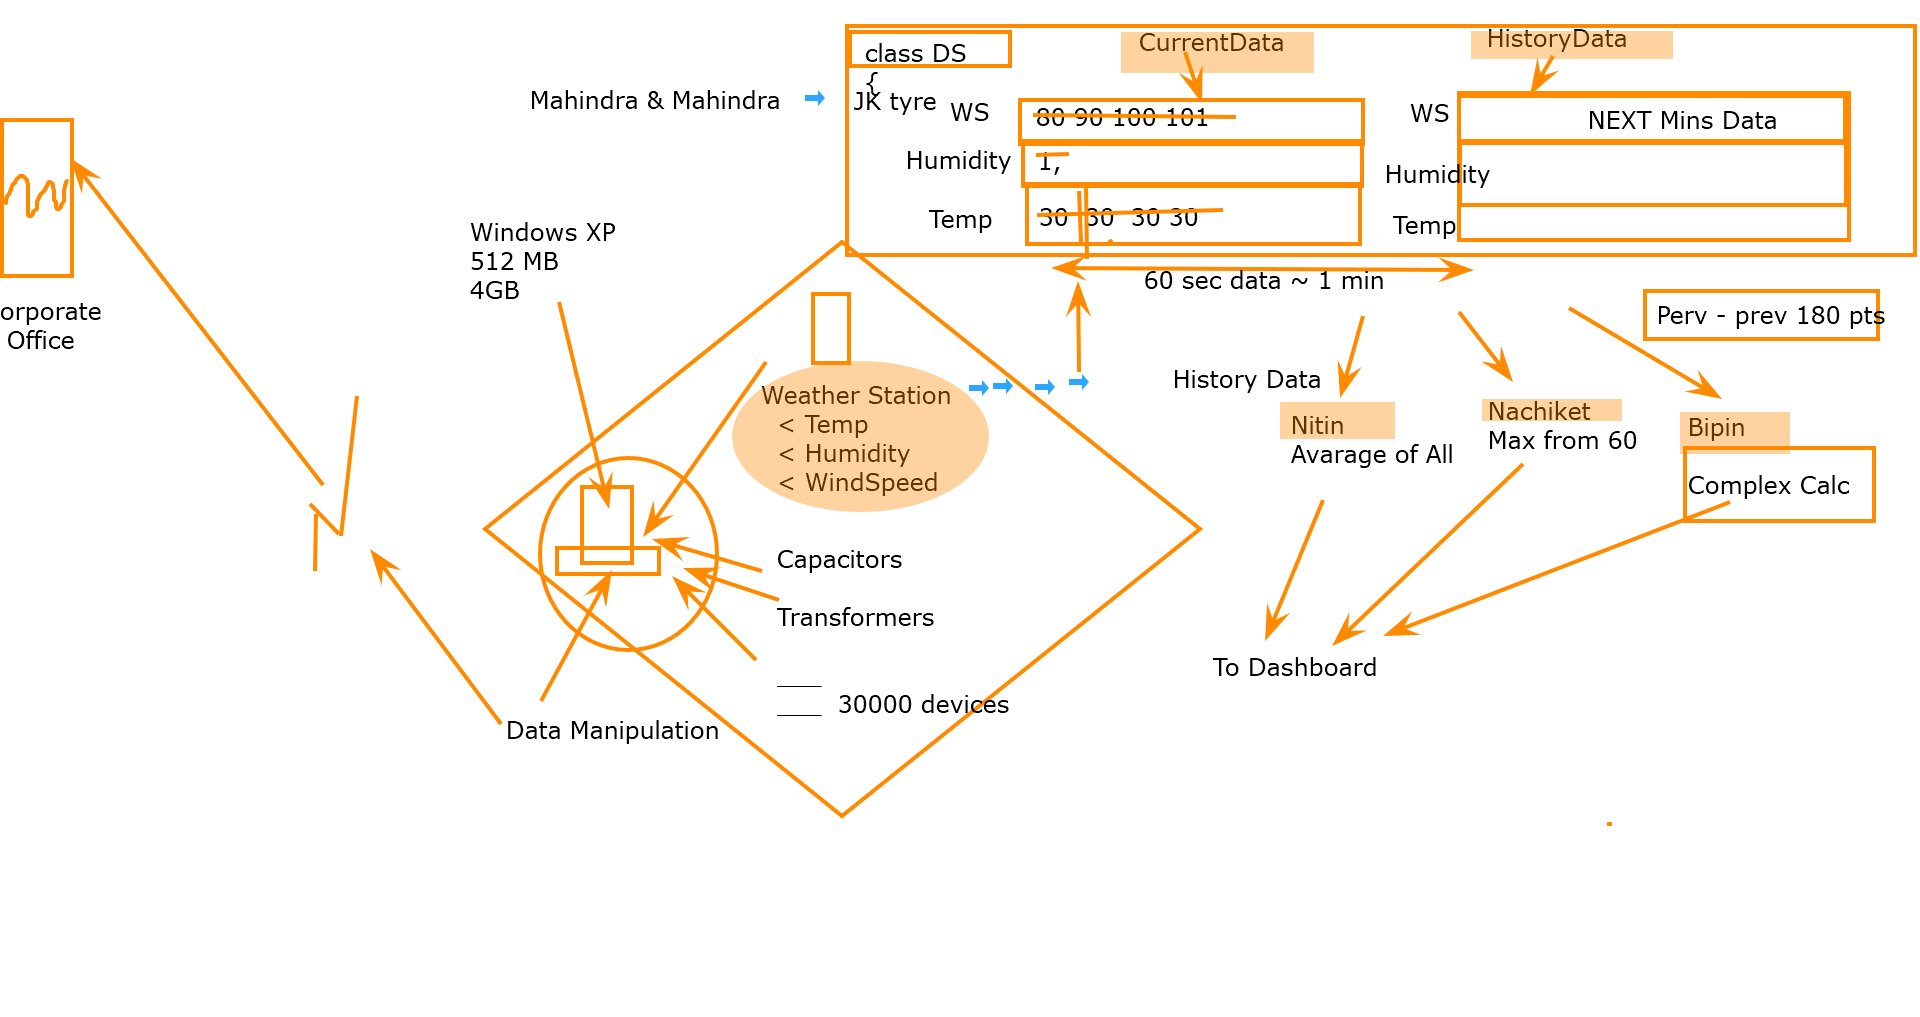 class DS
{
CurrentData
HistoryData
Mahindra & Mahindra
JK tyre
WS
80 90 100 101
WS
NEXT Mins Data
Humidity
1,
Humidity
Temp
30 30 30 30
Temp
60 sec data ~ 1 min
Perv - prev 180 pts
orporate
Office
Windows XP
512 MB
4GB
Weather Station
< Temp
< Humidity
< WindSpeed
History Data
Nitin
Avarage of All
Nachiket
Max from 60
Bipin
Complex Calc
Capacitors
Transformers
30000 devices
Data Manipulation
To Dashboard